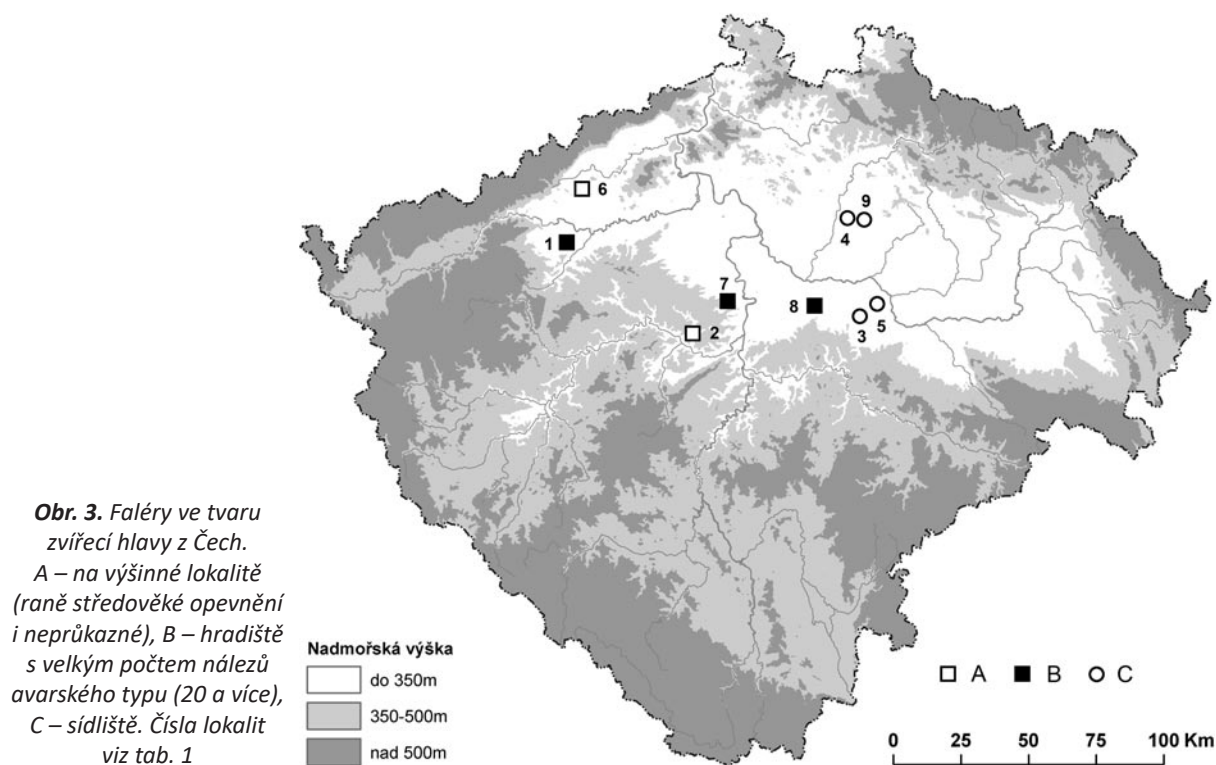 6
9
4
1
7
8
5
3
2
Obr. 3. Faléry ve tvaru
zvířecí hlavy z Čech.
A – na výšinné lokalitě
(raně středověké opevnění
i neprůkazné), B – hradiště
s velkým počtem nálezů
avarského typu (20 a více),
C – sídliště. Čísla lokalit
viz tab. 1
Nadmořská výška
do 350m
350-500m
nad 500m
A B C
0 25 50 75 100 Km